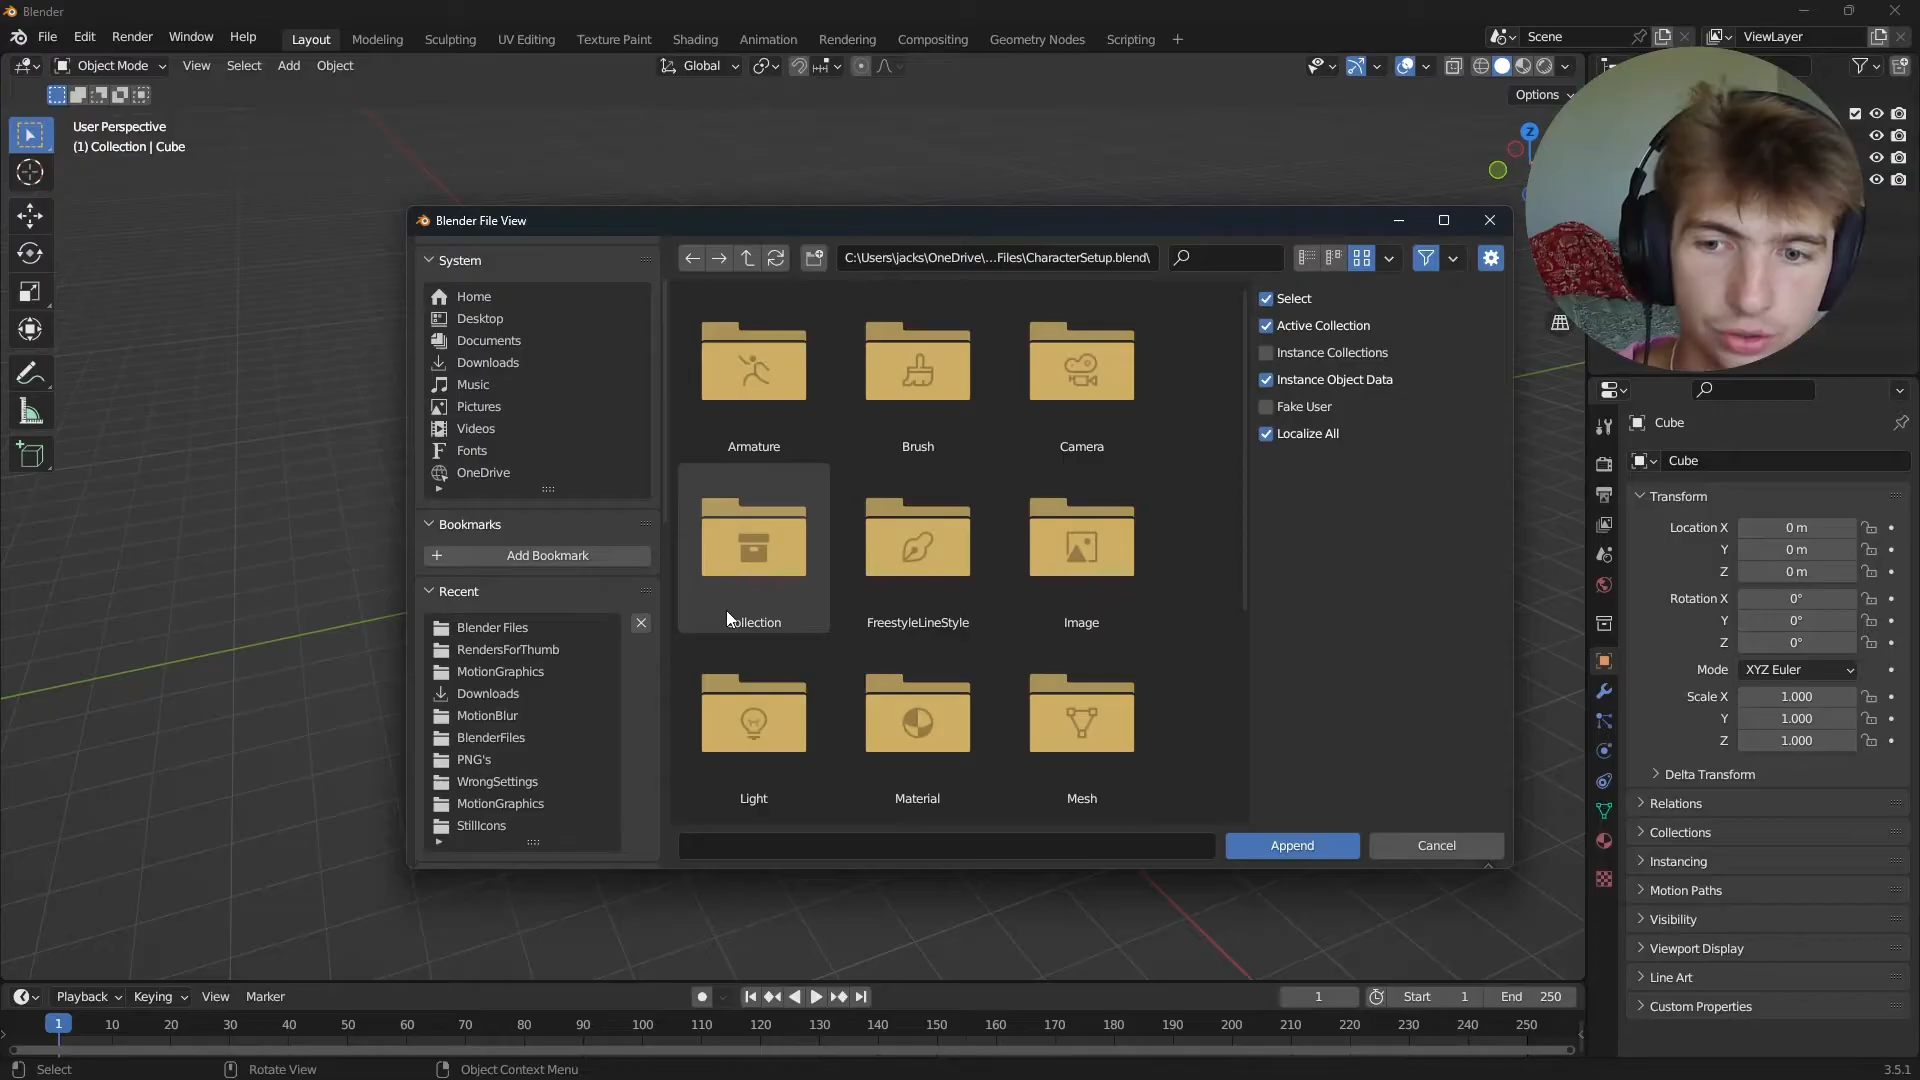 Blender
File Edit Render Window Help
Layout Modeling Sculpting UV Editing Texture Paint Shading Animation Rendering Compositing Geometry Nodes Scripting +
Scene
ViewLayer
Object Mode View Select Add Object
Global
Options
User Perspective
(1) Collection | Cube
Z
Blender File View
System
Home
Desktop
Documents
Downloads
Music
Pictures
Videos
Fonts
OneDrive
Bookmarks
Add Bookmark
Recent
Blender Files
RendersForThumb
MotionGraphics
Downloads
MotionBlur
BlenderFiles
PNG's
WrongSettings
MotionGraphics
StillIcons
C:\Users\jacks\OneDrive\...Files\CharacterSetup.blend\
Armature
Brush
Camera
FreestyleLineStyle
Image
Light
Material
Mesh
Select
Active Collection
Instance Collections
Instance Object Data
Fake User
Localize All
Append
Cancel
Cube
Cube
Transform
Location X 0 m
Y 0 m
Z 0 m
Rotation X 0°
Y 0°
Z 0°
Mode XYZ Euler
Scale X 1.000
Y 1.000
Z 1.000
Delta Transform
Relations
Collections
Instancing
Motion Paths
Visibility
Viewport Display
Line Art
Custom Properties
Playback Keying View Marker
1
Start 1
End 250
1 10 20 30 40 50 60 70 80 90 100 110 120 130 140 150 160 170 180 190 200 210 220 230 240 250
Select
Rotate View
Object Context Menu
3.5.1